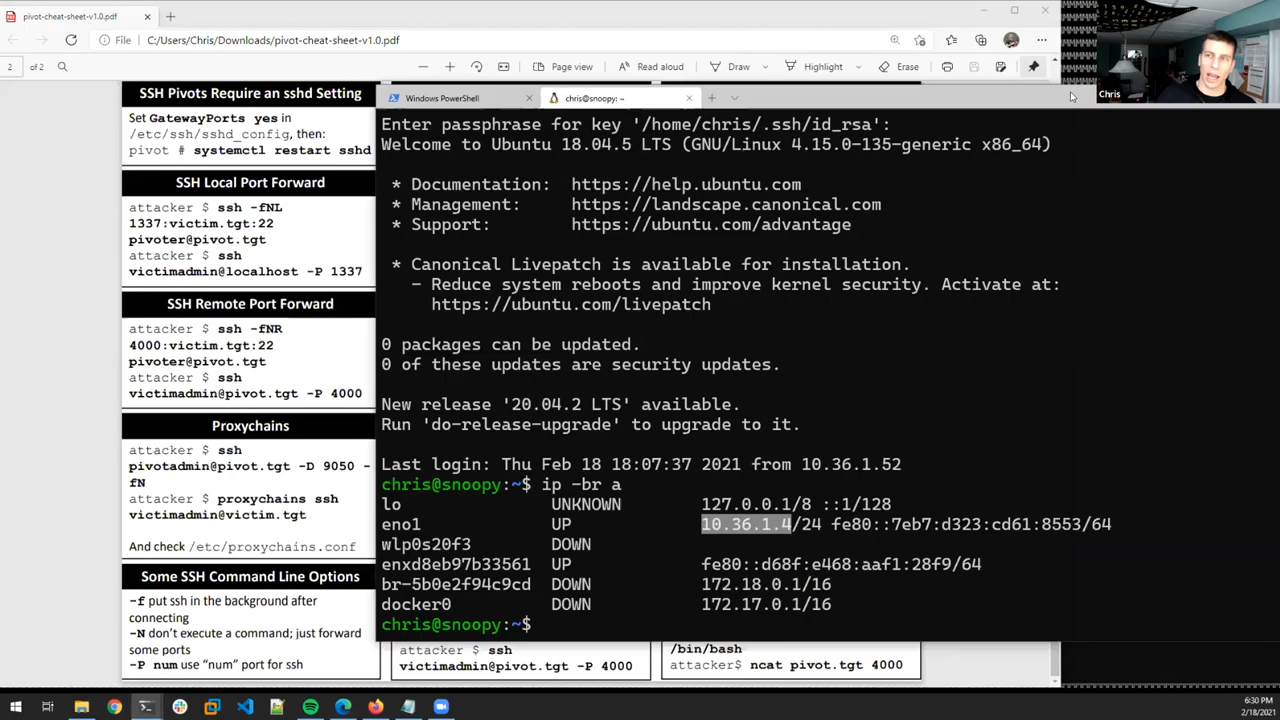 pivot-cheat-sheet-v1.0.pdf
File C:/Users/Chris/Downloads/pivot-cheat-sheet-v1.0.pdf
2 of 2 Page view Read aloud Draw Highlight Erase
Chris
SSH Pivots Require an sshd Setting
Set GatewayPorts yes in
/etc/ssh/sshd_config, then:
pivot # systemctl restart sshd
SSH Local Port Forward
attacker $ ssh -fNL
1337:victim.tgt:22
pivoter@pivot.tgt
attacker $ ssh
victimadmin@localhost -P 1337
SSH Remote Port Forward
attacker $ ssh -fNR
4000:victim.tgt:22
pivoter@pivot.tgt
attacker $ ssh
victimadmin@pivot.tgt -P 4000
Proxychains
attacker $ ssh
pivotadmin@pivot.tgt -D 9050 -
fN
attacker $ proxychains ssh
victim@victim.tgt
And check /etc/proxychains.conf
Some SSH Command Line Options
-f put ssh in the background after
connecting
-N don't execute a command; just forward
some ports
-P num use "num" port for ssh
Windows PowerShell
chris@snoopy: ~
Enter passphrase for key '/home/chris/.ssh/id_rsa':
Welcome to Ubuntu 18.04.5 LTS (GNU/Linux 4.15.0-135-generic x86_64)
* Documentation: https://help.ubuntu.com
* Management: https://landscape.canonical.com
* Support: https://ubuntu.com/advantage
* Canonical Livepatch is available for installation.
- Reduce system reboots and improve kernel security. Activate at:
https://ubuntu.com/livepatch
0 packages can be updated.
0 of these updates are security updates.
New release '20.04.2 LTS' available.
Run 'do-release-upgrade' to upgrade to it.
Last login: Thu Feb 18 18:07:37 2021 from 10.36.1.52
chris@snoopy:~$ ip -br a
lo UNKNOWN 127.0.0.1/8 ::1/128
eno1 UP 10.36.1.4/24 fe80::7eb7:d323:cd61:8553/64
wlp0s20f3 DOWN
enxd8eb97b33561 UP fe80::d68f:e468:aaf1:28f9/64
br-5b0e2f94c9cd DOWN 172.18.0.1/16
docker0 DOWN 172.17.0.1/16
chris@snoopy:~$
attacker $ ssh
victimadmin@pivot.tgt -P 4000
/bin/bash
attacker$ ncat pivot.tgt 4000
6:30 PM
2/18/2021